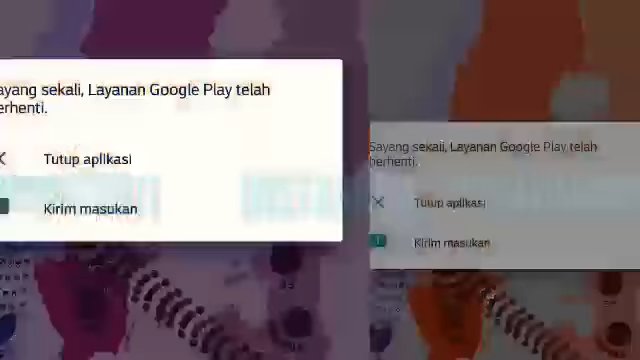 ayang sekali, Layanan Google Play telah
erhenti.
Tutup aplikasi
Kirim masukan
Sayang sekali, Layanan Google Play telah
berhenti.
Tutup aplikasi
Kirim masukan